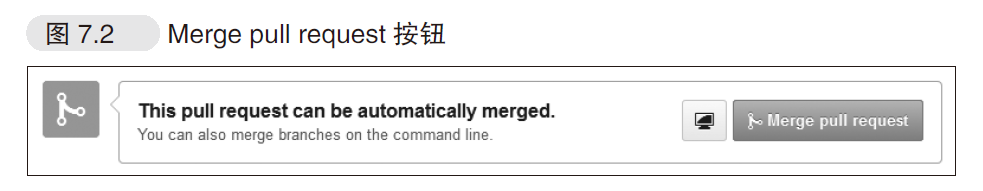 图 7.2 Merge pull request 按钮
This pull request can be automatically merged.
You can also merge branches on the command line.
Merge pull request